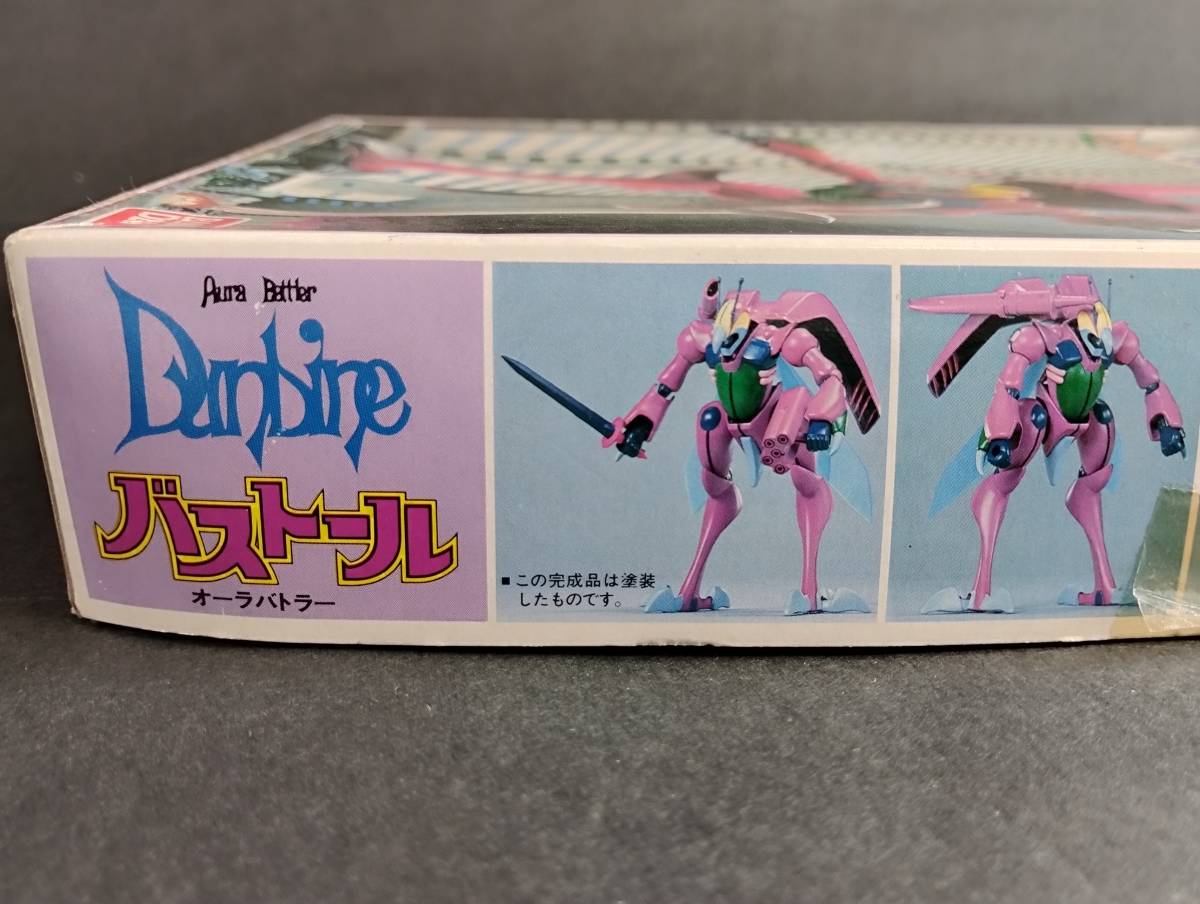 Aura Battler
Dunbine
バストール
オーラバトラー
■この完成品は塗装
したものです。